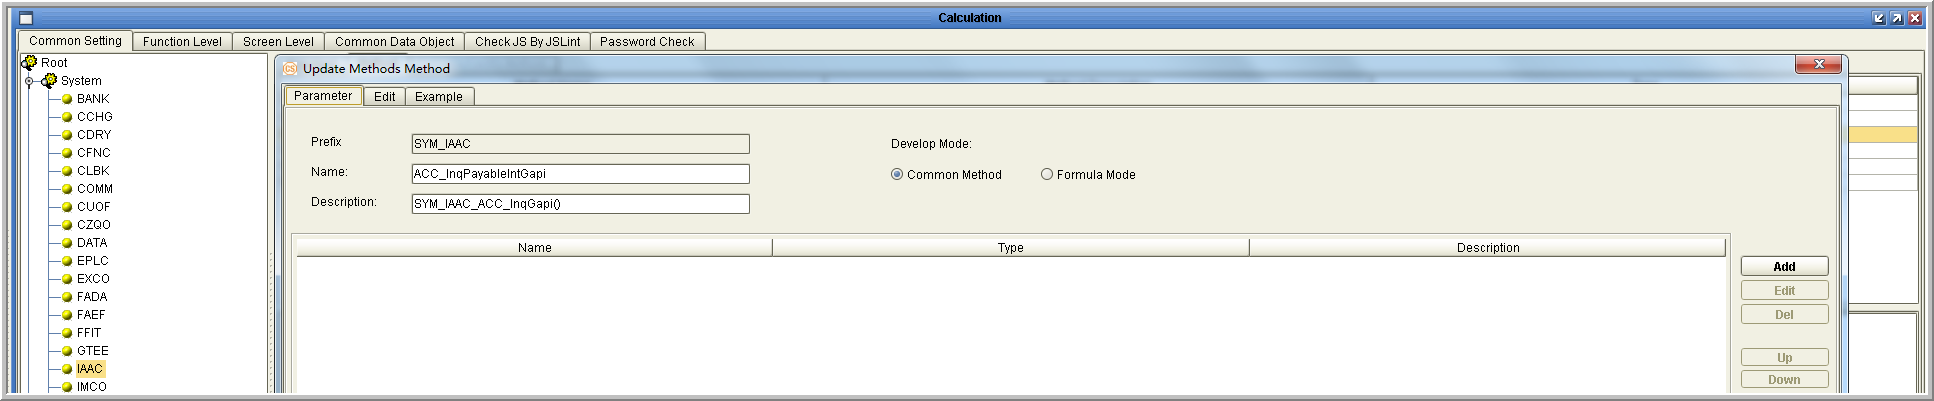 Calculation
Common Setting Function Level Screen Level Common Data Object Check JS By JSLint Password Check
Root
System
BANK
CCHG
CDRY
CFNC
CLBK
COMM
CUOF
CZQO
DATA
EPLC
EXCO
FADA
FAEF
FFIT
GTEE
IAAC
IMCO
CS Update Methods Method
Parameter Edit Example
Prefix SYM_IAAC Develop Mode:
Name: ACC_InqPayableIntGapi Common Method Formula Mode
Description: SYM_IAAC_ACC_InqGapi()
Name Type Description
Add
Edit
Del
Up
Down